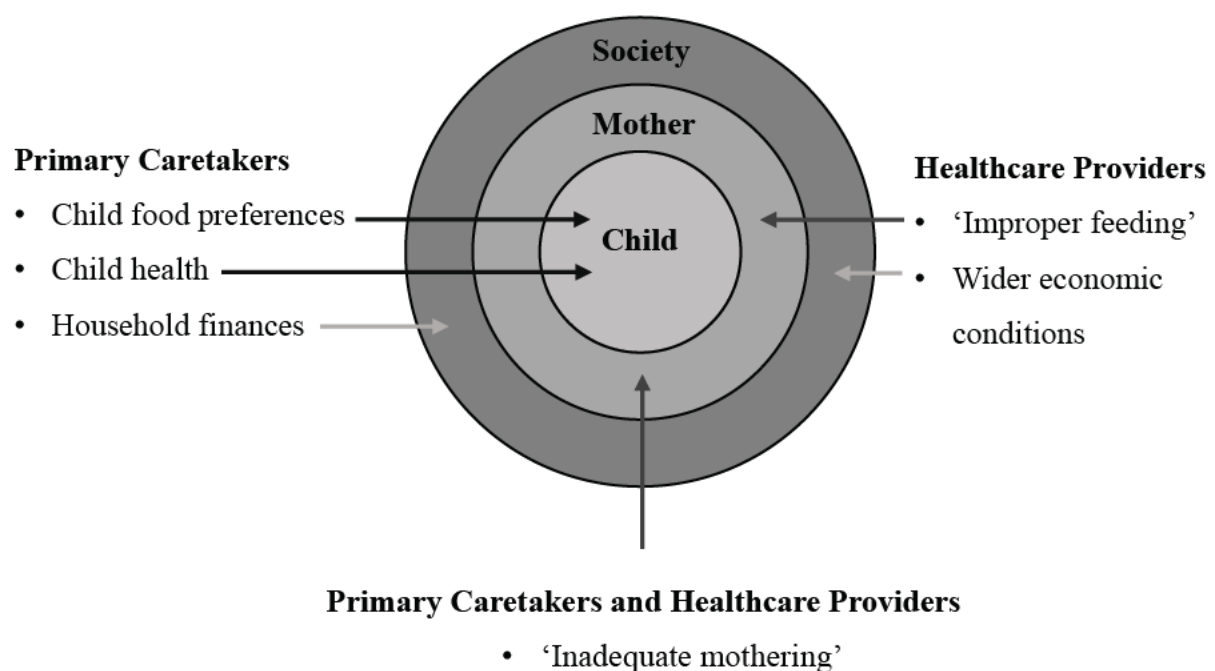 Society
Mother
Child
Primary Caretakers
• Child food preferences
• Child health
• Household finances
Healthcare Providers
• ‘Improper feeding’
• Wider economic
conditions
Primary Caretakers and Healthcare Providers
• ‘Inadequate mothering’